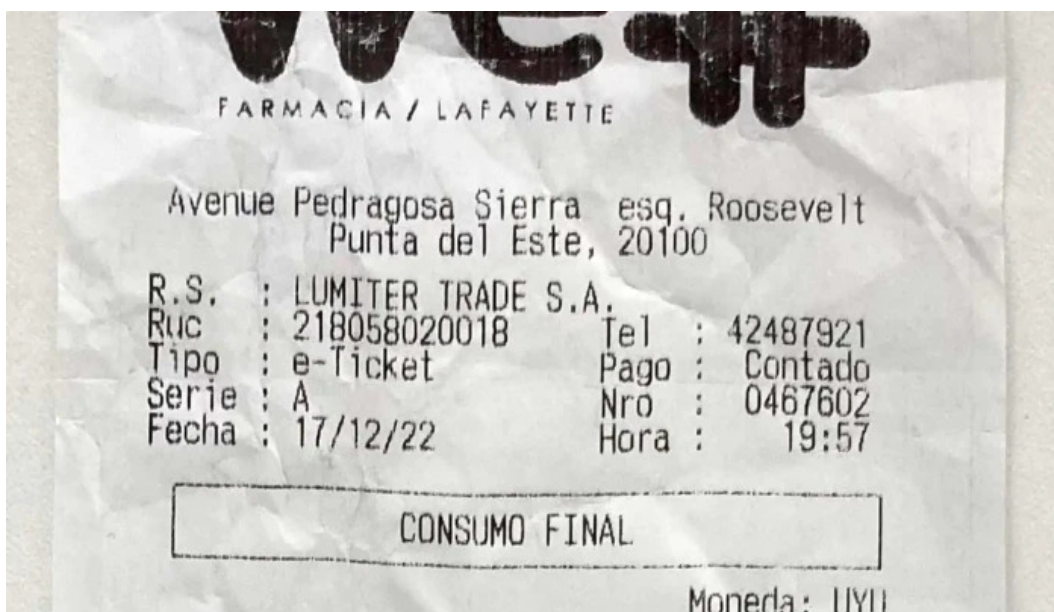 FARMACIA / LAFAYETTE
Avenue Pedragosa Sierra esq. Roosevelt
Punta del Este, 20100
R.S. : LUMITER TRADE S.A.
Ruc : 218058020018 Tel : 42487921
Tipo : e-Ticket Pago : Contado
Serie : A Nro : 0467602
Fecha : 17/12/22 Hora : 19:57
CONSUMO FINAL
Moneda: UYU